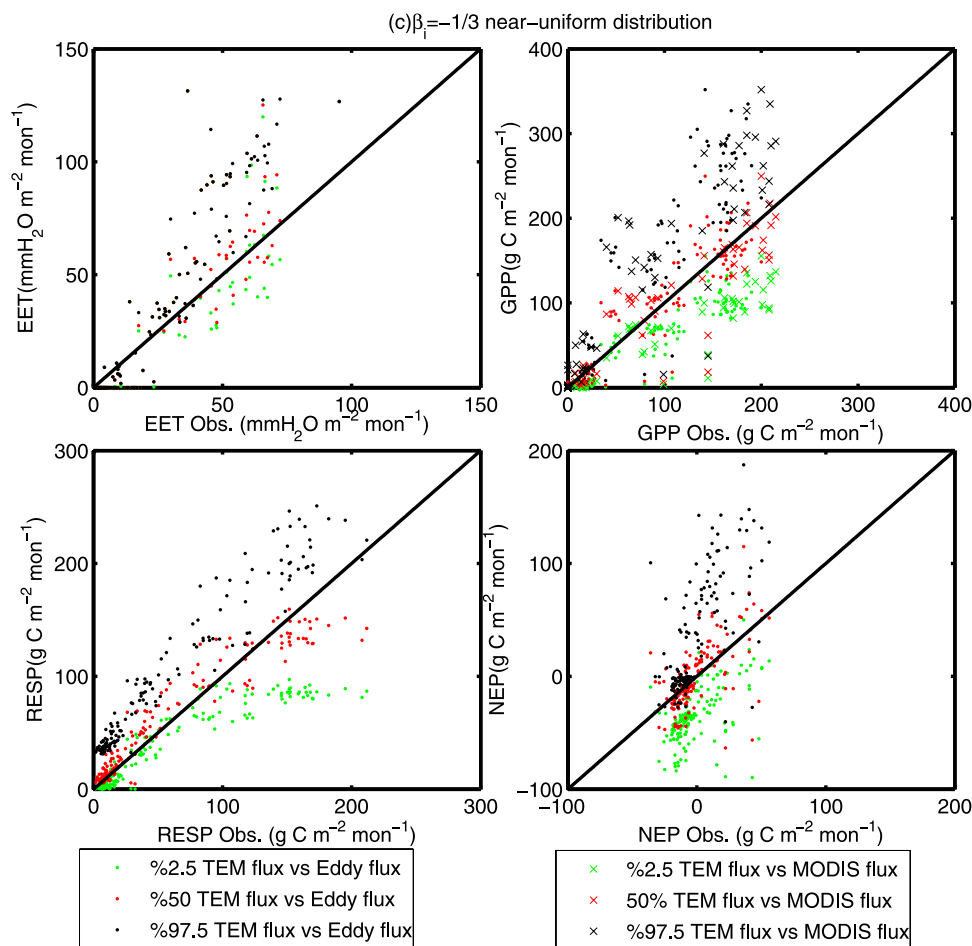 (c)βi=−1/3 near−uniform distribution
EET(mmH2O m−2 mon−1)
150
100
50
0
0 50 100 150
EET Obs. (mmH2O m−2 mon−1)
GPP(g C m−2 mon−1)
400
300
200
100
0
0 100 200 300 400
GPP Obs. (g C m−2 mon−1)
RESP(g C m−2 mon−1)
300
200
100
0
0 100 200 300
RESP Obs. (g C m−2 mon−1)
NEP(g C m−2 mon−1)
200
100
0
−100
−100 0 100 200
NEP Obs. (g C m−2 mon−1)
%2.5 TEM flux vs Eddy flux
%50 TEM flux vs Eddy flux
%97.5 TEM flux vs Eddy flux
%2.5 TEM flux vs MODIS flux
50% TEM flux vs MODIS flux
%97.5 TEM flux vs MODIS flux